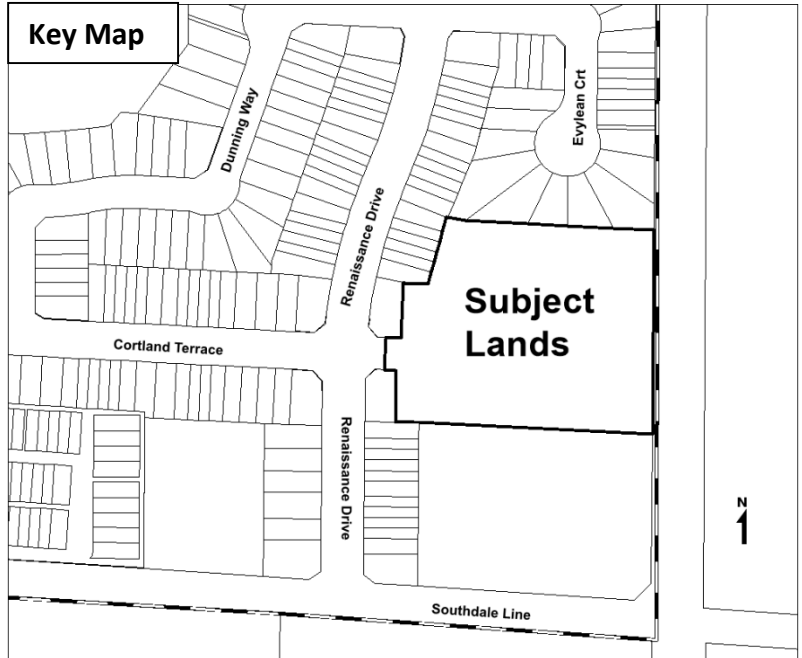 Key Map
Dunning Way
Evylean Crt
Renaissance Drive
Subject
Lands
Cortland Terrace
Renaissance Drive
N
Southdale Line